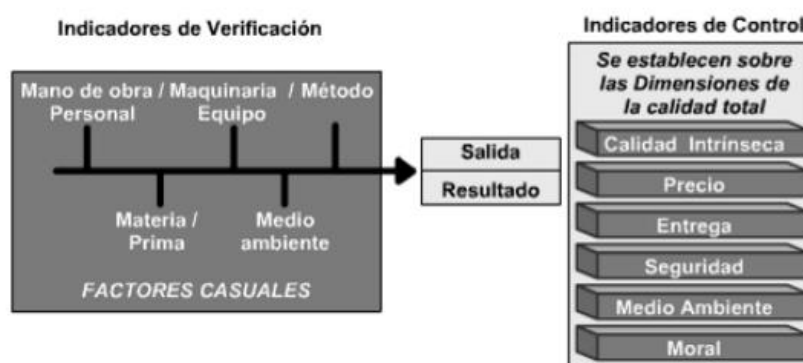 Indicadores de Verificación
Mano de obra / Maquinaria / Método
Personal Equipo
Materia / Medio
Prima ambiente
FACTORES CASUALES
Salida
Resultado
Indicadores de Control
Se establecen sobre
las Dimensiones de
la calidad total
Calidad Intrínseca
Precio
Entrega
Seguridad
Medio Ambiente
Moral